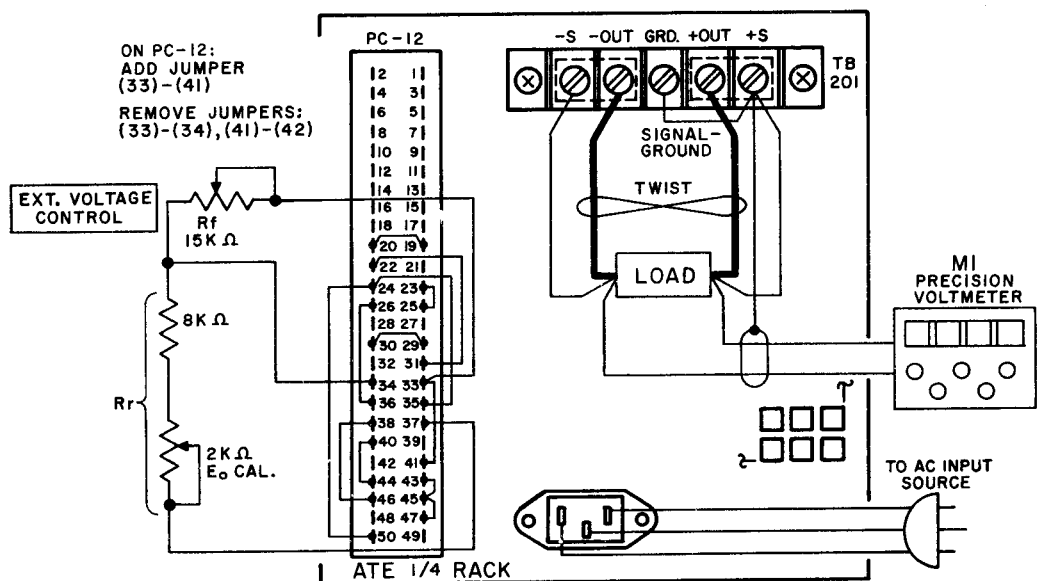 ON PC-12:
ADD JUMPER
(33)-(41)
REMOVE JUMPERS:
(33)-(34),(41)-(42)
EXT. VOLTAGE
CONTROL
Rf
15K Ω
8K Ω
Rr
2K Ω
Eo CAL.
PC-12
2 1
4 3
6 5
8 7
10 9
12 11
14 13
16 15
18 17
20 19
22 21
24 23
26 25
28 27
30 29
32 31
34 33
36 35
38 37
40 39
42 41
44 43
46 45
48 47
50 49
ATE 1/4 RACK
-S -OUT GRD. +OUT +S
TB
201
SIGNAL-
GROUND
TWIST
LOAD
M1
PRECISION
VOLTMETER
TO AC INPUT
SOURCE